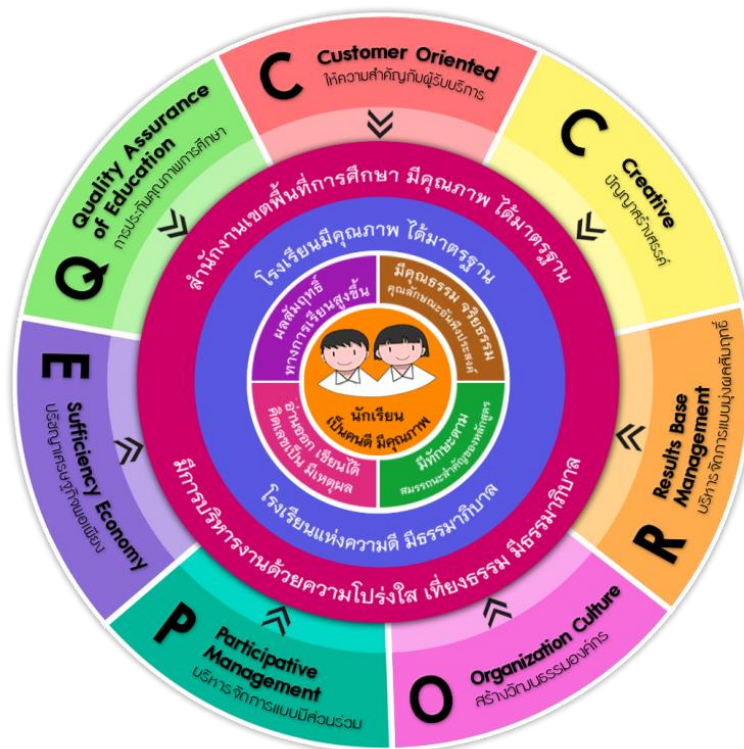 C
Customer Oriented
ให้ความสำคัญกับผู้รับบริการ
C
Creative
ปัญญาสร้างสรรค์
R
Results Base
Management
บริหารจัดการแบบมุ่งผลสัมฤทธิ์
O
Organization Culture
สร้างวัฒนธรรมองค์กร
P
Participative
Management
บริหารจัดการแบบมีส่วนร่วม
E
Sufficiency Economy
ปรัชญาเศรษฐกิจพอเพียง
Q
Quality Assurance
of Education
การประกันคุณภาพการศึกษา
สำนักงานเขตพื้นที่การศึกษา มีคุณภาพ ได้มาตรฐาน
มีการบริหารงานด้วยความโปร่งใส เที่ยงธรรม มีธรรมาภิบาล
โรงเรียนมีคุณภาพ ได้มาตรฐาน
โรงเรียนแห่งความดี มีธรรมาภิบาล
ผลสัมฤทธิ์
ทางการเรียนสูงขึ้น
มีคุณธรรม จริยธรรม
คุณลักษณะอันพึงประสงค์
มีทักษะตาม
สมรรถนะสำคัญของหลักสูตร
อ่านออก เขียนได้
คิดเลขเป็น มีเหตุผล
นักเรียน
เป็นคนดี มีคุณภาพ